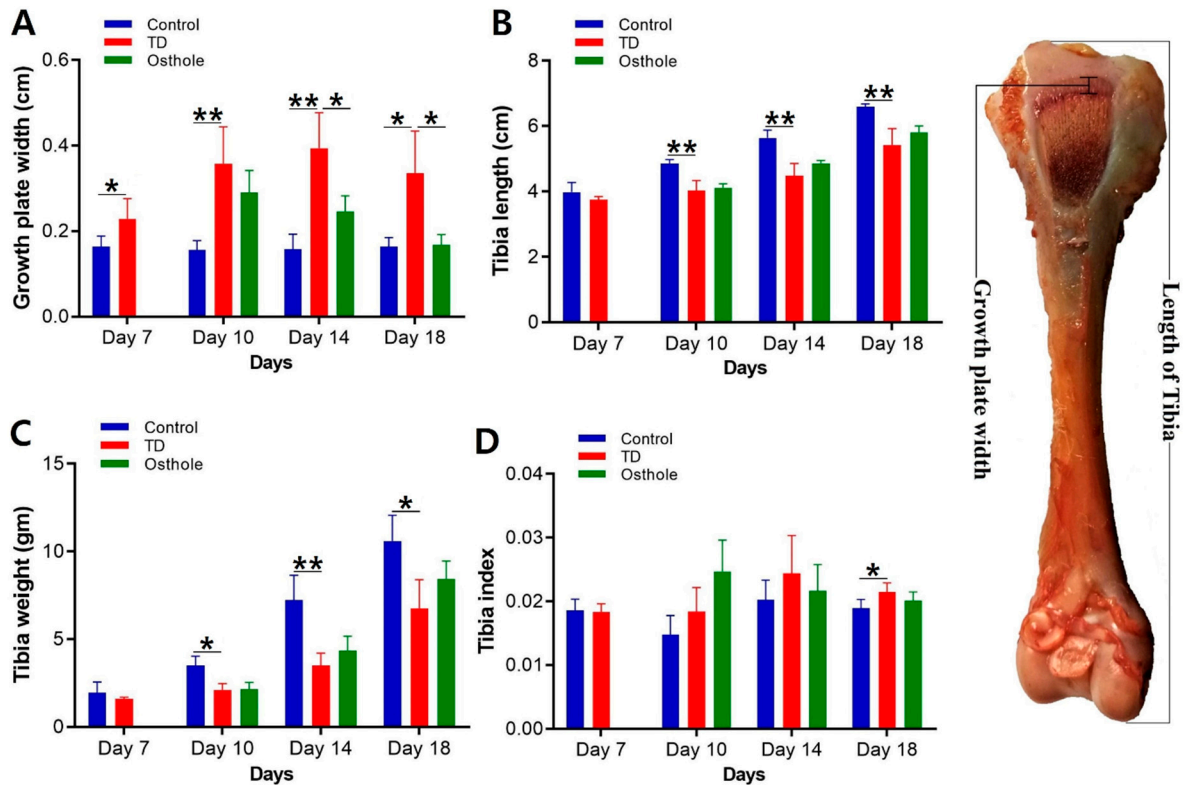 A
Control
TD
Osthole
Growth plate width (cm)
0.6
0.4
0.2
0.0
*
**
** *
* *
Day 7 Day 10 Day 14 Day 18
Days
B
Control
TD
Osthole
Tibia length (cm)
8
6
4
2
0
**
**
**
Day 7 Day 10 Day 14 Day 18
Days
C
Control
TD
Osthole
Tibia weight (gm)
15
10
5
0
*
**
*
Day 7 Day 10 Day 14 Day 18
Days
D
Control
TD
Osthole
Tibia index
0.04
0.03
0.02
0.01
0.00
*
Day 7 Day 10 Day 14 Day 18
Days
Growth plate width
Length of Tibia